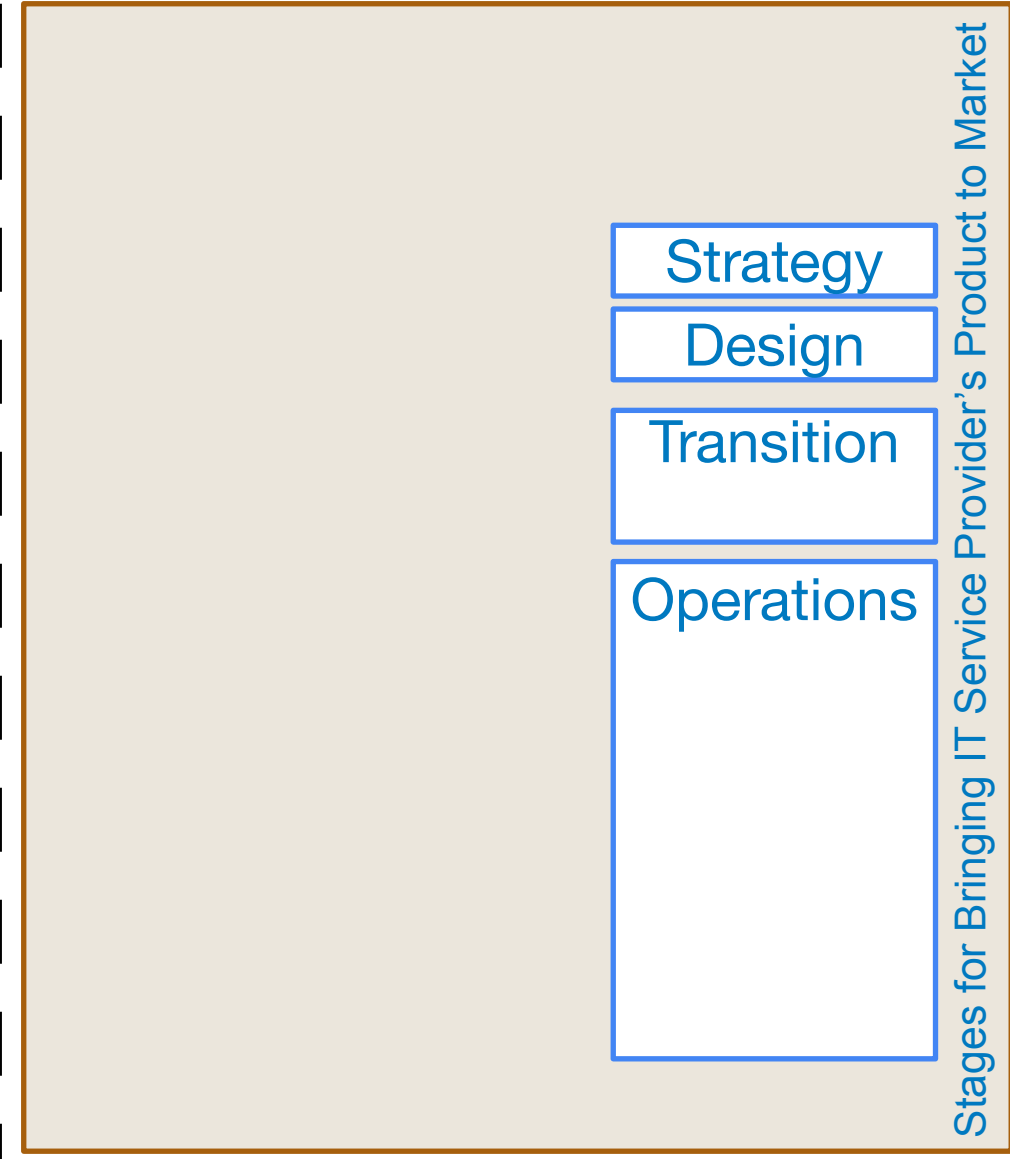 Strategy
Design
Transition
Operations
Stages for Bringing IT Service Provider’s Product to Market